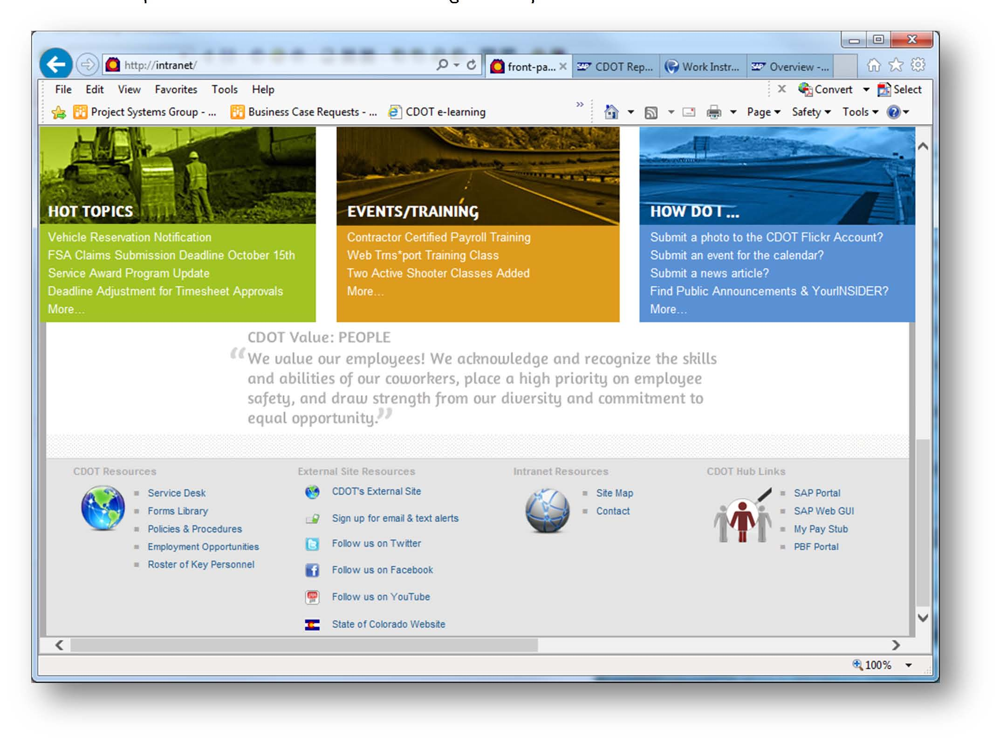 http://intranet/
front-pa...
CDOT Rep...
Work Instr...
Overview -...
File Edit View Favorites Tools Help
Convert
Select
Project Systems Group - ...
Business Case Requests - ...
CDOT e-learning
»
Page
Safety
Tools
HOT TOPICS
Vehicle Reservation Notification
FSA Claims Submission Deadline October 15th
Service Award Program Update
Deadline Adjustment for Timesheet Approvals
More...
EVENTS/TRAINING
Contractor Certified Payroll Training
Web Trns*port Training Class
Two Active Shooter Classes Added
More...
HOW DO I ...
Submit a photo to the CDOT Flickr Account?
Submit an event for the calendar?
Submit a news article?
Find Public Announcements & YourINSIDER?
More...
CDOT Value: PEOPLE
“We value our employees! We acknowledge and recognize the skills
and abilities of our coworkers, place a high priority on employee
safety, and draw strength from our diversity and commitment to
equal opportunity.”
CDOT Resources
Service Desk
Forms Library
Policies & Procedures
Employment Opportunities
Roster of Key Personnel
External Site Resources
CDOT's External Site
Sign up for email & text alerts
Follow us on Twitter
Follow us on Facebook
Follow us on YouTube
State of Colorado Website
Intranet Resources
Site Map
Contact
CDOT Hub Links
SAP Portal
SAP Web GUI
My Pay Stub
PBF Portal
100%